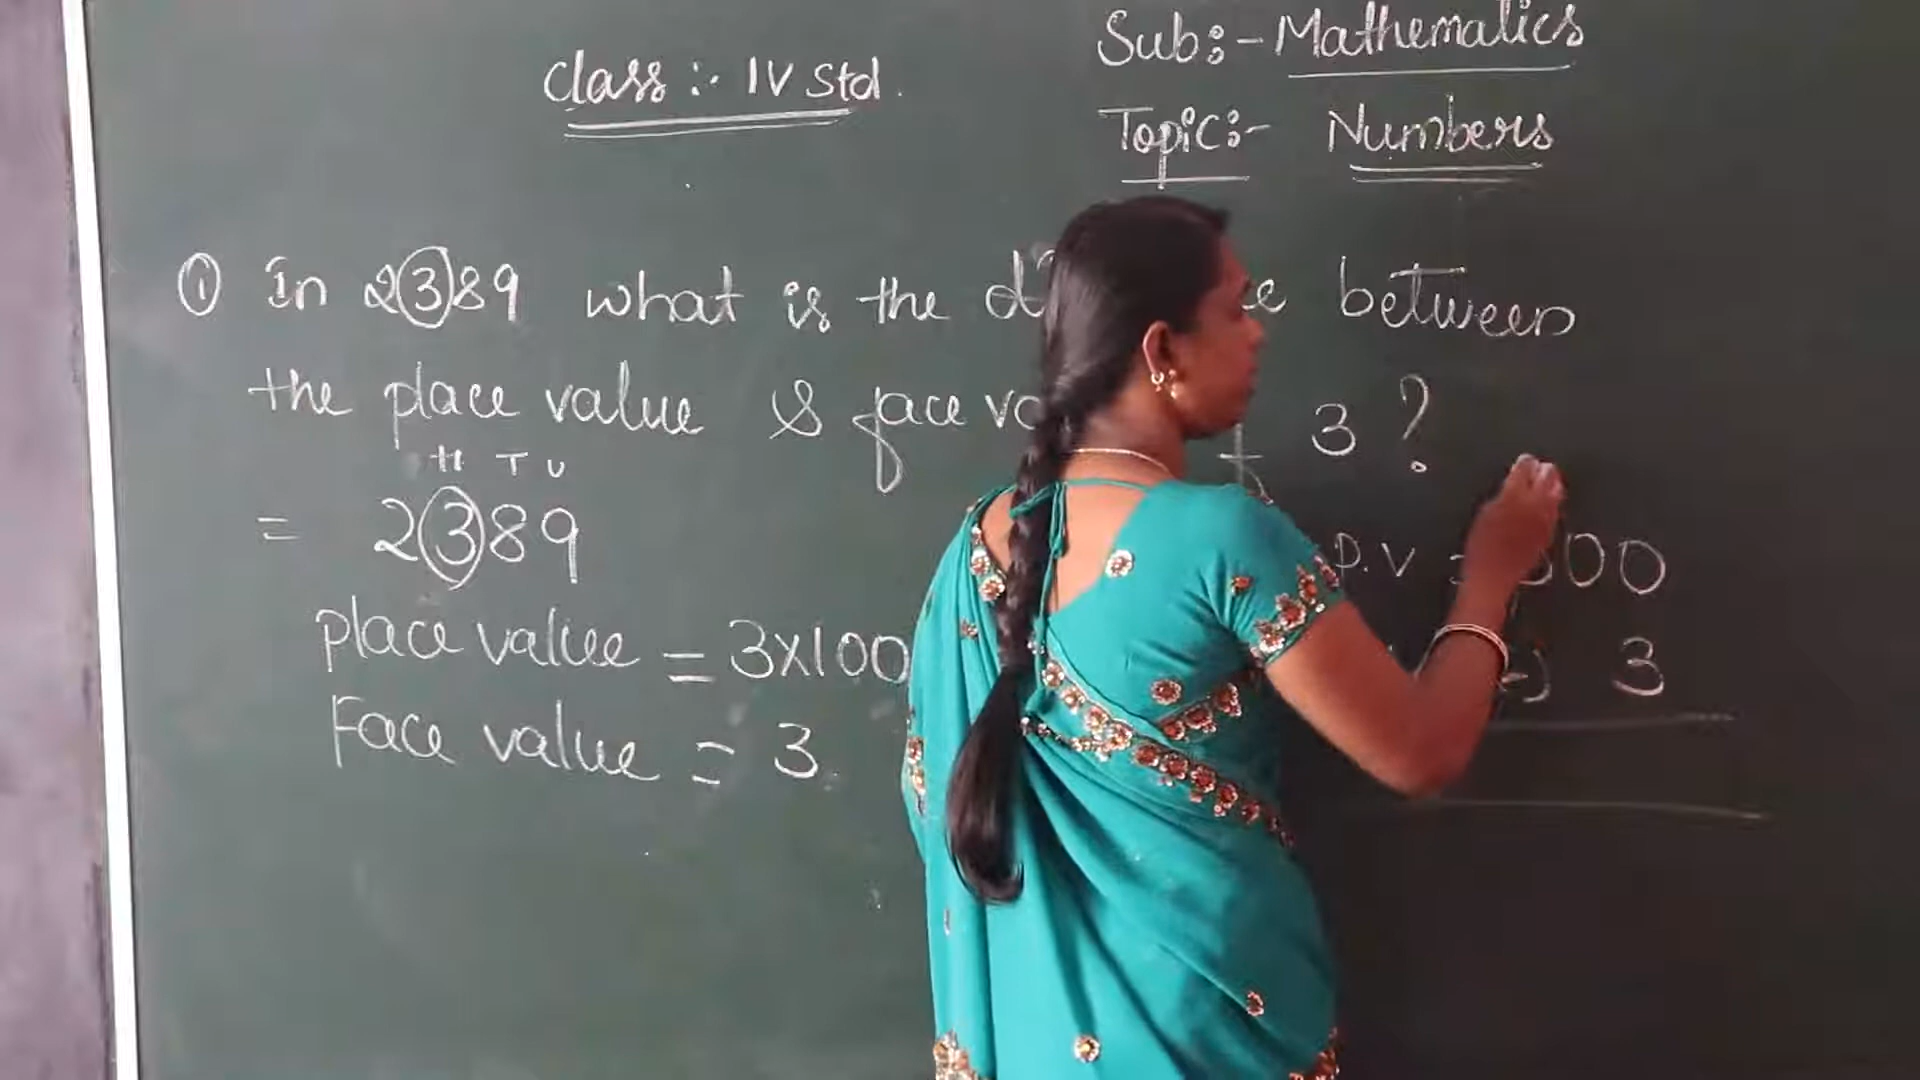 Class :- IV Std.
Sub :- Mathematics
Topic :- Numbers
① In 2389 what is the between
the place value & face 3 ?
H T U
= 2389
P.V = 300
Place value = 3x100
(-) 3
Face value = 3